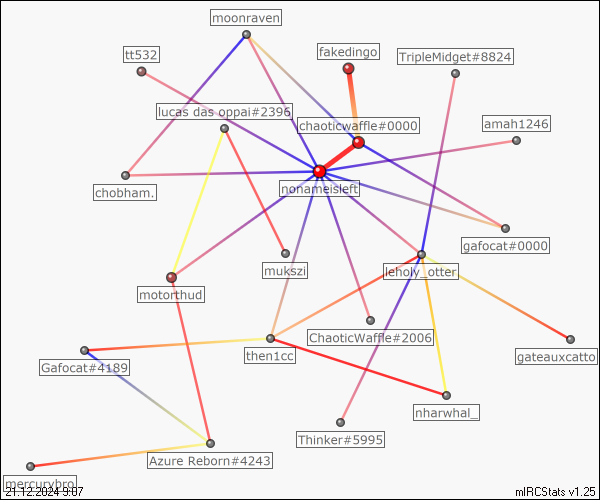 moonraven
fakedingo
tt532
TripleMidget#8824
lucas das oppai#2396
chaoticwaffle#0000
amah1246
nonameisleft
chobham.
gafocat#0000
mukszi
leholy_otter
motorthud
ChaoticWaffle#2006
then1cc
gateauxcatto
Gafocat#4189
nharwhal_
Thinker#5995
Azure Reborn#4243
mercurybro
21.12.2024 9:07
mIRCStats v1.25